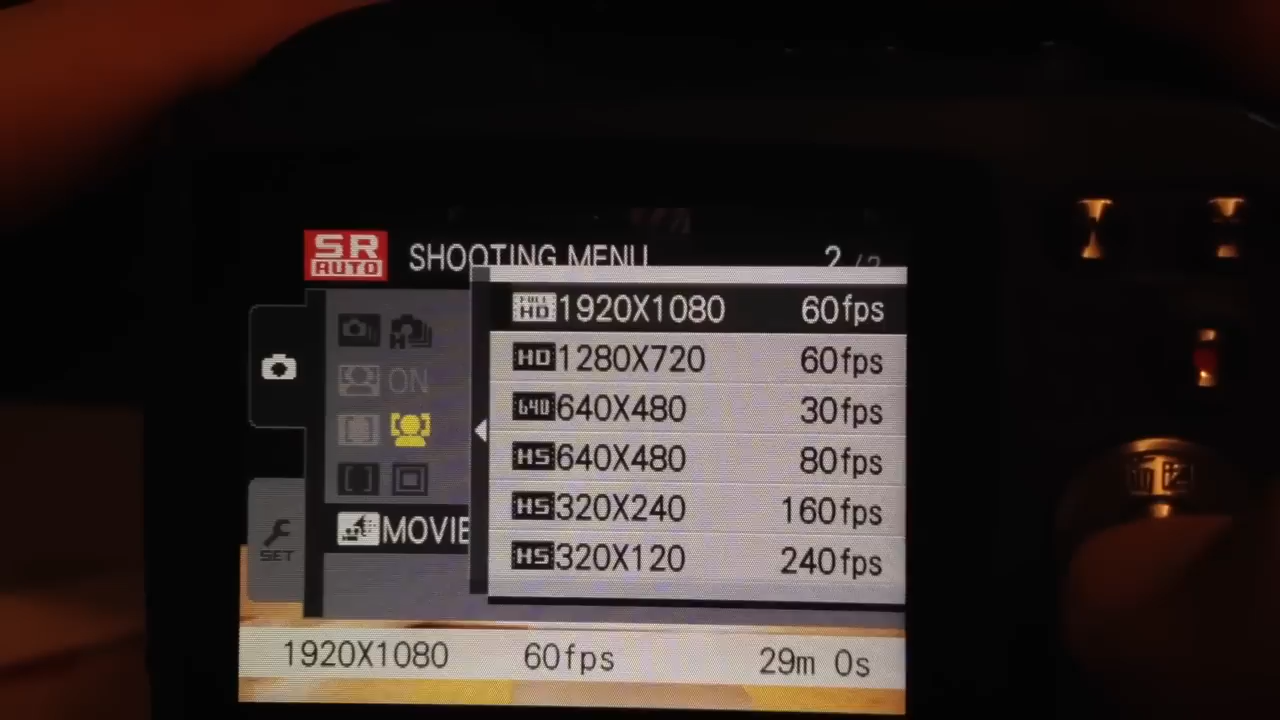 SR AUTO SHOOTING MENU 2/2
FULL HD 1920X1080 60fps
HD 1280X720 60fps
ON
640 640X480 30fps
HS 640X480 80fps
HS 320X240 160fps
MOVIE
HS 320X120 240fps
SET
1920X1080 60fps 29m 0s